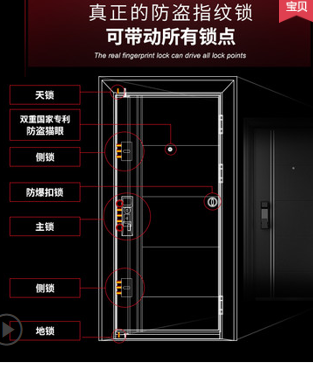 真正的防盗指纹锁
宝贝
可带动所有锁点
The real fingerprint lock can drive all lock points
天锁
双重国家专利
防盗猫眼
侧锁
防爆扣锁
主锁
侧锁
地锁